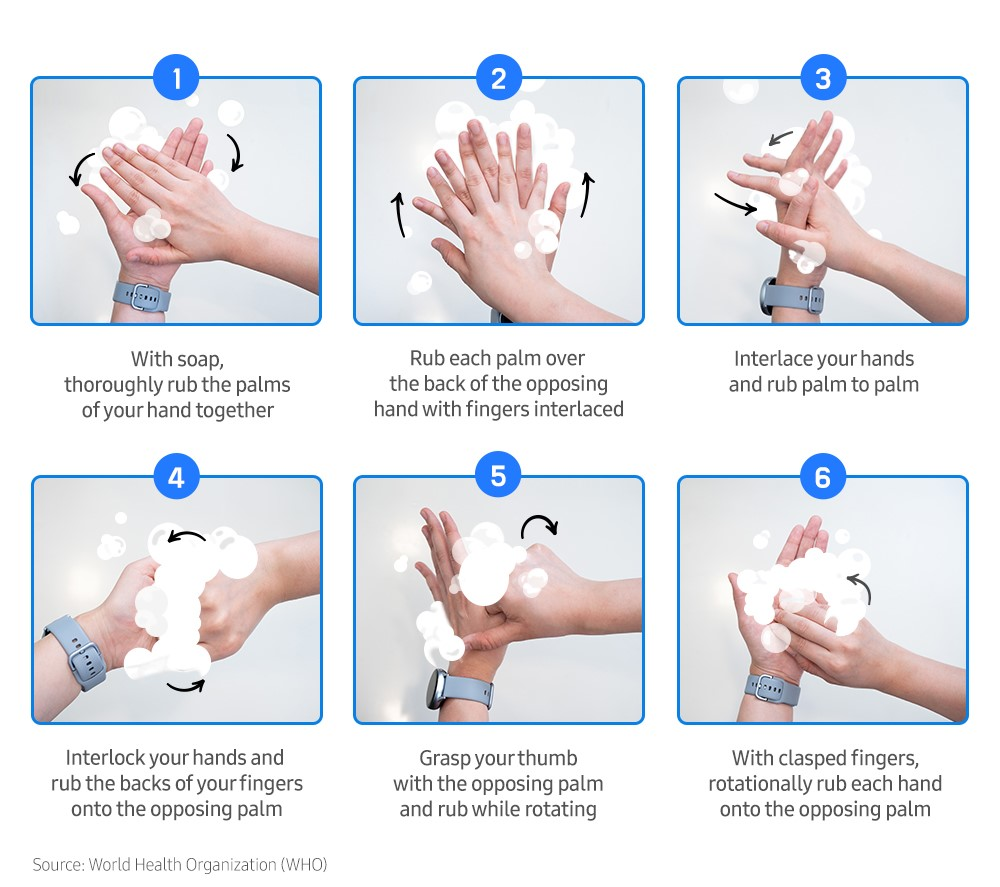 1
2
3
With soap,
thoroughly rub the palms
of your hand together
Rub each palm over
the back of the opposing
hand with fingers interlaced
Interlace your hands
and rub palm to palm
4
5
6
Interlock your hands and
rub the backs of your fingers
onto the opposing palm
Grasp your thumb
with the opposing palm
and rub while rotating
With clasped fingers,
rotationally rub each hand
onto the opposing palm
Source: World Health Organization (WHO)